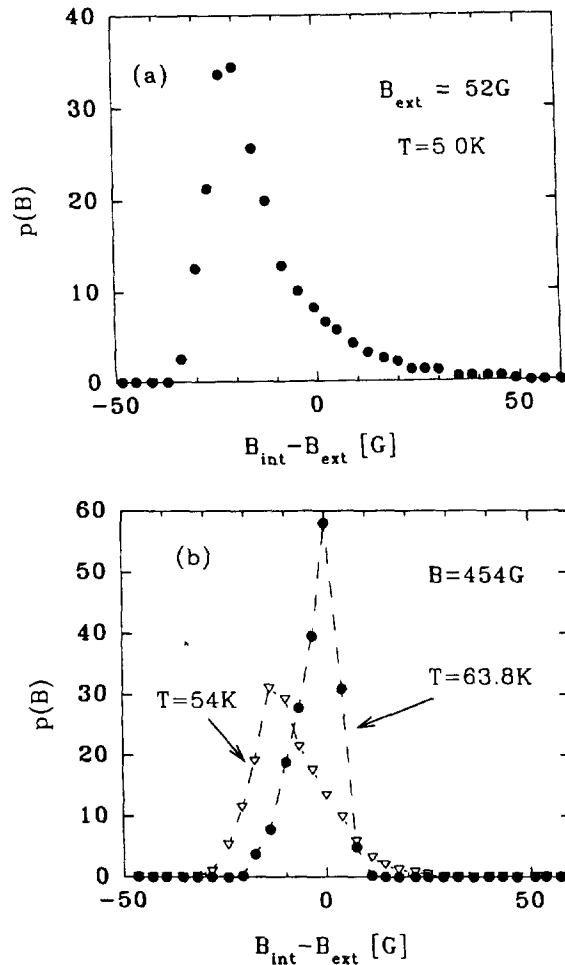 40
(a)
B_ext = 52G
30
T=5 0K
20
p(B)
10
0
−50 0 50
B_int−B_ext [G]
60
(b)
B=454G
50
40
T=54K
T=63.8K
30
p(B)
20
10
0
−50 0 50
B_int−B_ext [G]